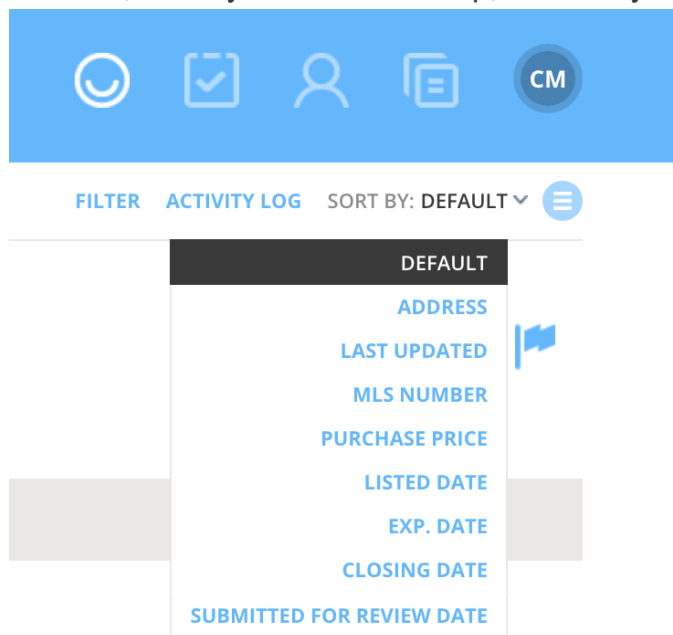 CM
FILTER ACTIVITY LOG SORT BY: DEFAULT
DEFAULT
ADDRESS
LAST UPDATED
MLS NUMBER
PURCHASE PRICE
LISTED DATE
EXP. DATE
CLOSING DATE
SUBMITTED FOR REVIEW DATE